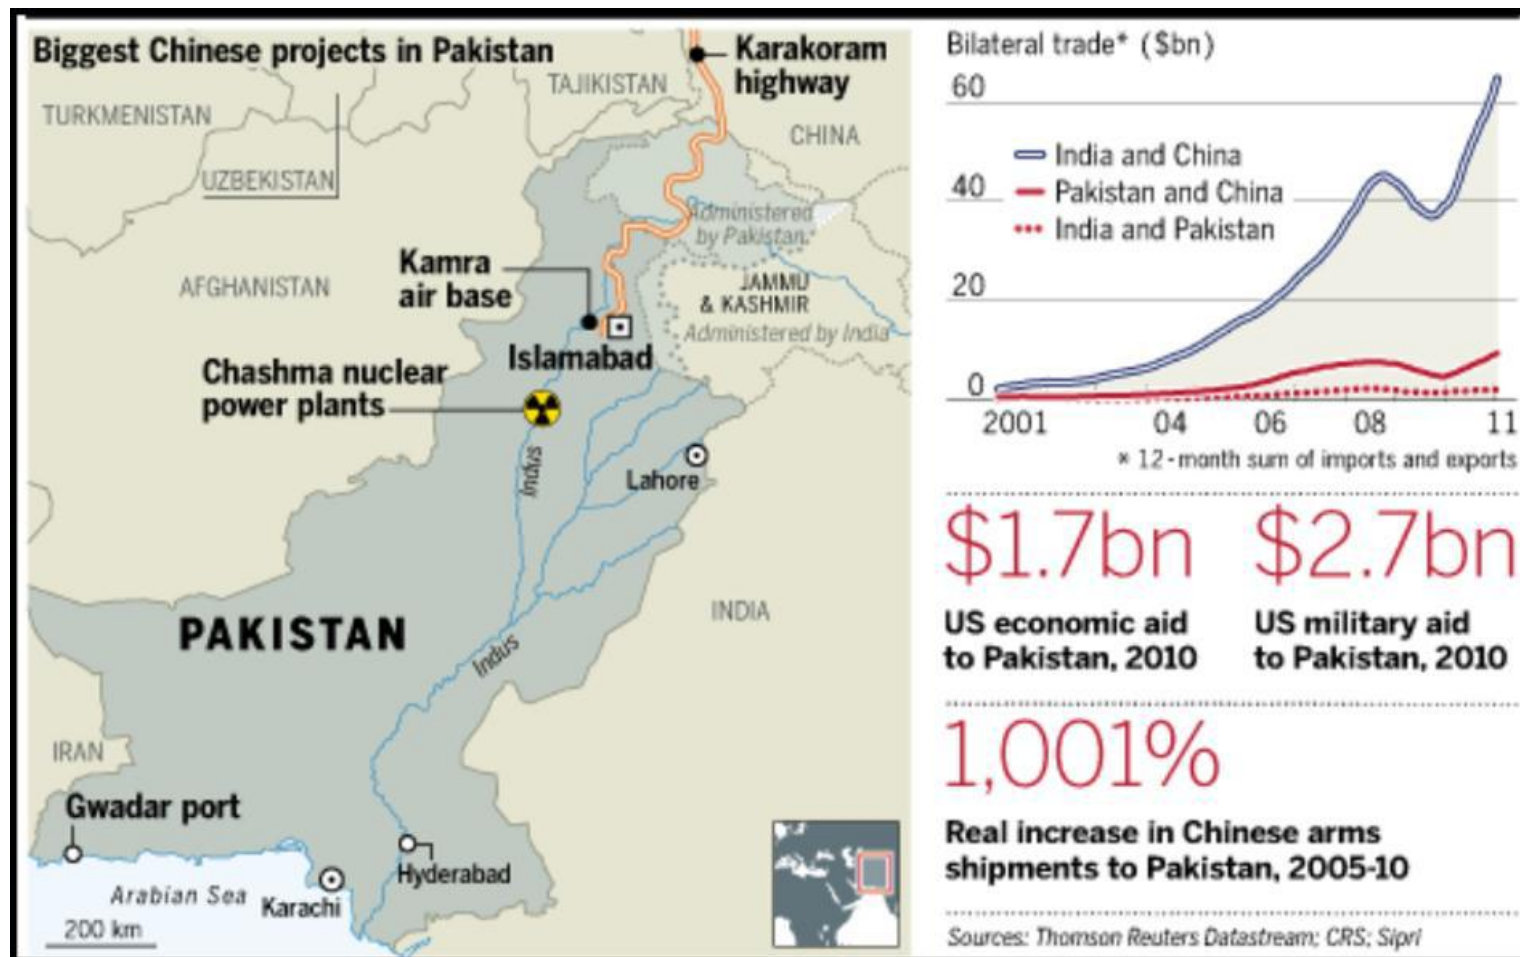 Biggest Chinese projects in Pakistan
Karakoram
highway
TAJIKISTAN
TURKMENISTAN
CHINA
UZBEKISTAN
Administered
by Pakistan
Kamra
air base
AFGHANISTAN
JAMMU
& KASHMIR
Administered by India
Islamabad
Chashma nuclear
power plants
Indus
Lahore
PAKISTAN
INDIA
Indus
IRAN
Gwadar port
Hyderabad
Arabian Sea
Karachi
200 km
Bilateral trade* ($bn)
60
India and China
40
Pakistan and China
India and Pakistan
20
0
2001 04 06 08 11
* 12-month sum of imports and exports
$1.7bn
US economic aid
to Pakistan, 2010
$2.7bn
US military aid
to Pakistan, 2010
1,001%
Real increase in Chinese arms
shipments to Pakistan, 2005-10
Sources: Thomson Reuters Datastream; CRS; Sipri